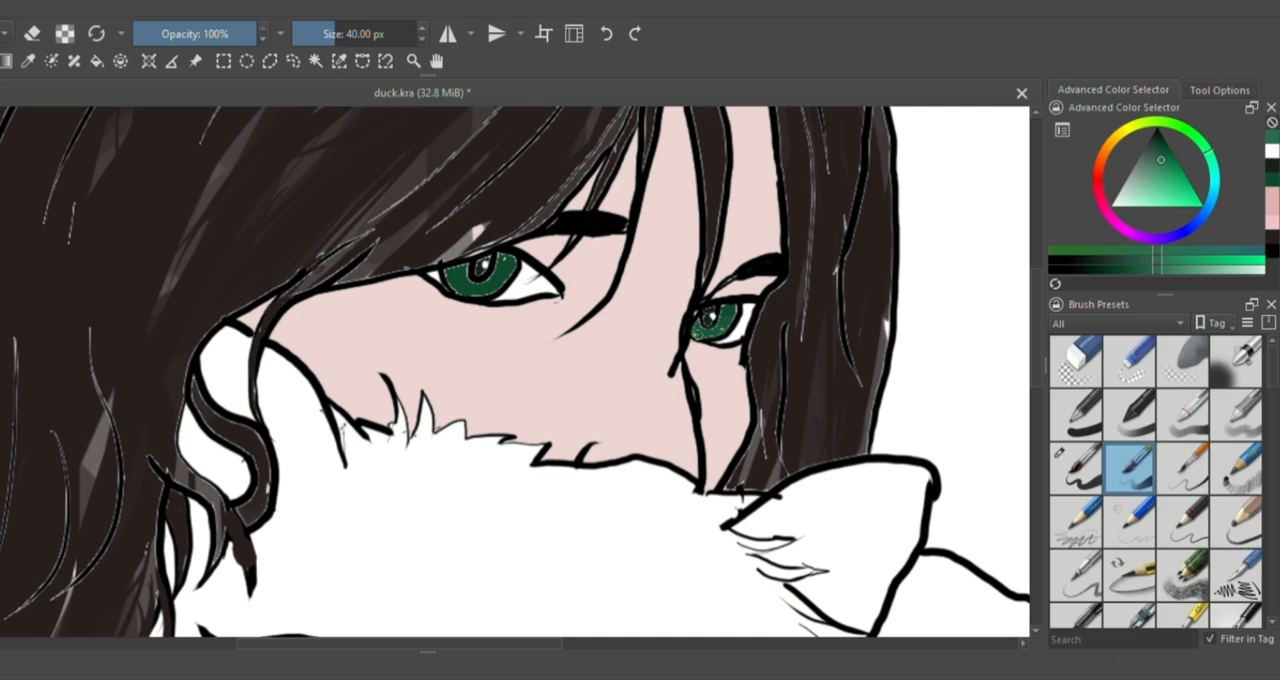 Opacity: 100%
Size: 40.00 px
duck.kra (32.8 MiB) *
Advanced Color Selector
Tool Options
Advanced Color Selector
Brush Presets
All
Tag
Search
Filter in Tag